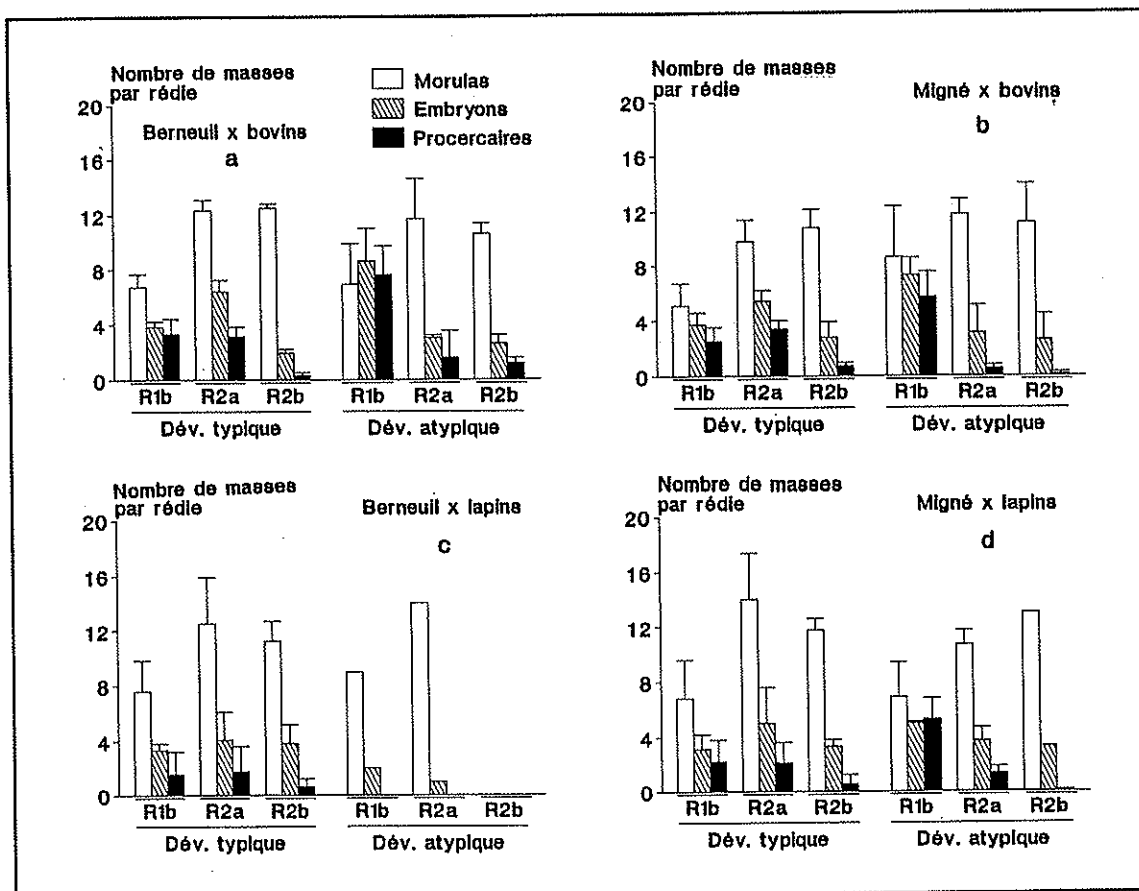 Nombre de masses
par rédie
Morulas
Embryons
Procercaires
Berneuil x bovins
a
20
16
12
8
4
0
R1b R2a R2b R1b R2a R2b
Dév. typique Dév. atypique
Nombre de masses
par rédie
Migné x bovins
b
20
16
12
8
4
0
R1b R2a R2b R1b R2a R2b
Dév. typique Dév. atypique
Nombre de masses
par rédie
Berneuil x lapins
c
20
16
12
8
4
0
R1b R2a R2b R1b R2a R2b
Dév. typique Dév. atypique
Nombre de masses
par rédie
Migné x lapins
d
20
16
12
8
4
0
R1b R2a R2b R1b R2a R2b
Dév. typique Dév. atypique